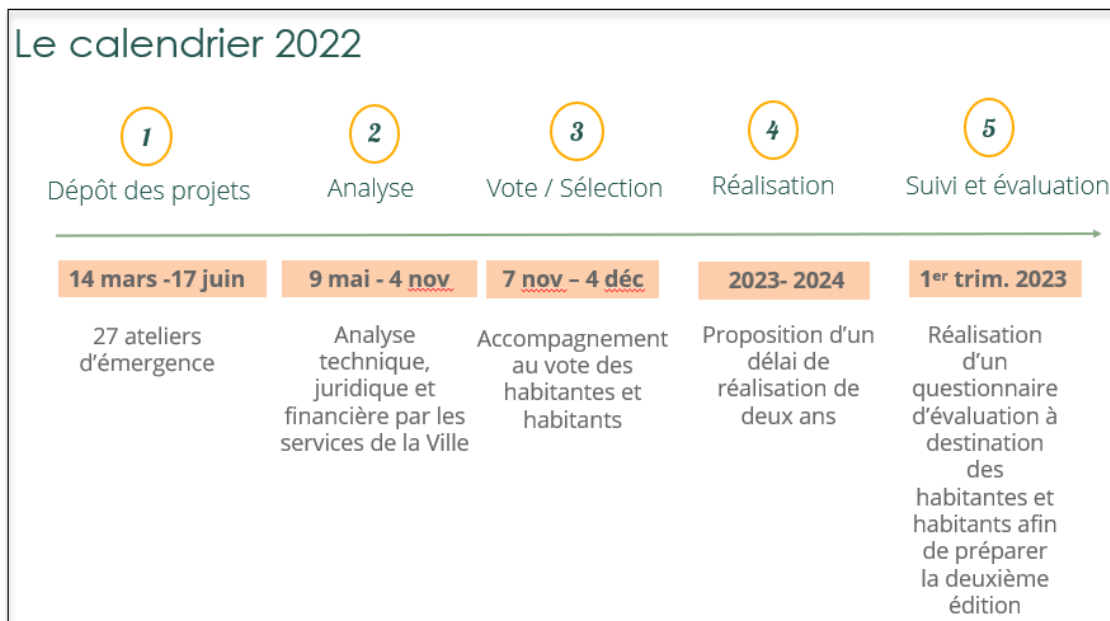 Le calendrier 2022
1
Dépôt des projets
14 mars -17 juin
27 ateliers
d'émergence
2
Analyse
9 mai - 4 nov
Analyse
technique,
juridique et
financière par les
services de la Ville
3
Vote / Sélection
7 nov – 4 déc
Accompagnement
au vote des
habitantes et
habitants
4
Réalisation
2023- 2024
Proposition d'un
délai de
réalisation de
deux ans
5
Suivi et évaluation
1er trim. 2023
Réalisation
d'un
questionnaire
d'évaluation à
destination
des
habitantes et
habitants afin
de préparer
la deuxième
édition